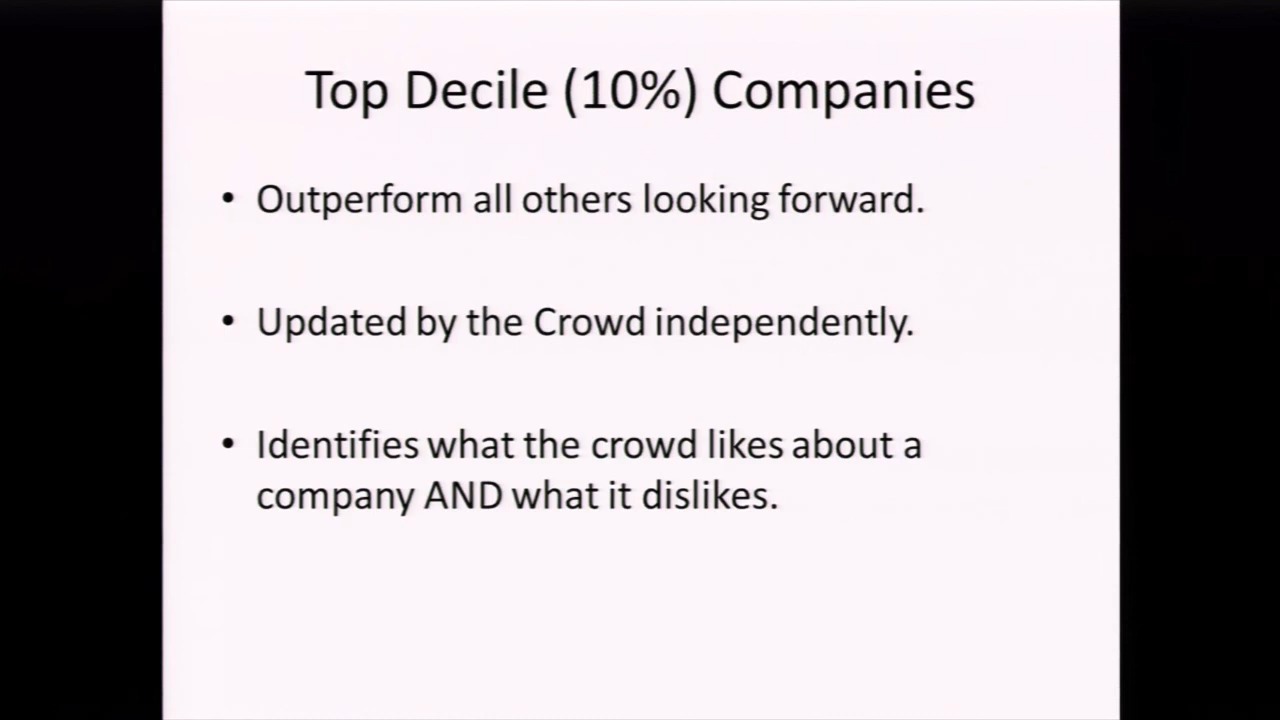 Top Decile (10%) Companies
• Outperform all others looking forward.
• Updated by the Crowd independently.
• Identifies what the crowd likes about a
company AND what it dislikes.